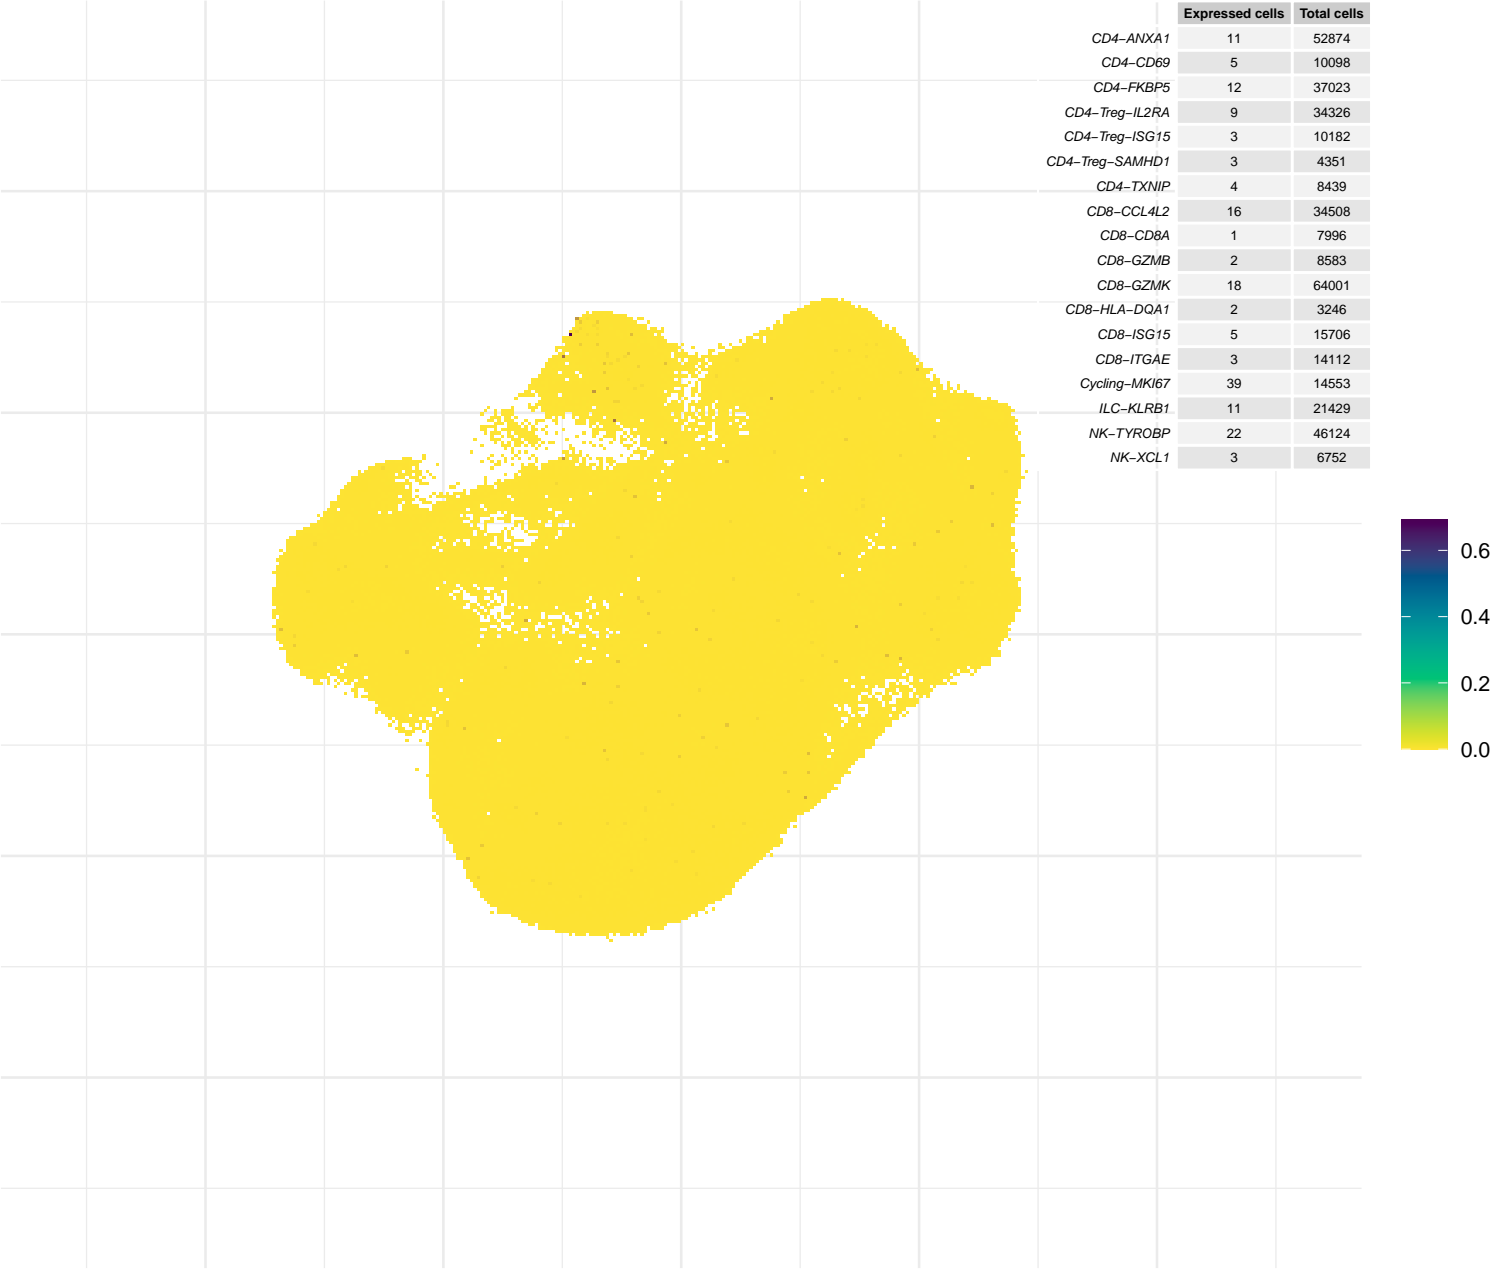 Expressed cells Total cells
CD4−ANXA1 11 52874
CD4−CD69 5 10098
CD4−FKBP5 12 37023
CD4−Treg−IL2RA 9 34326
CD4−Treg−ISG15 3 10182
CD4−Treg−SAMHD1 3 4351
CD4−TXNIP 4 8439
CD8−CCL4L2 16 34508
CD8−CD8A 1 7996
CD8−GZMB 2 8583
CD8−GZMK 18 64001
CD8−HLA−DQA1 2 3246
CD8−ISG15 5 15706
CD8−ITGAE 3 14112
Cycling−MKI67 39 14553
ILC−KLRB1 11 21429
NK−TYROBP 22 46124
NK−XCL1 3 6752
0.6
0.4
0.2
0.0